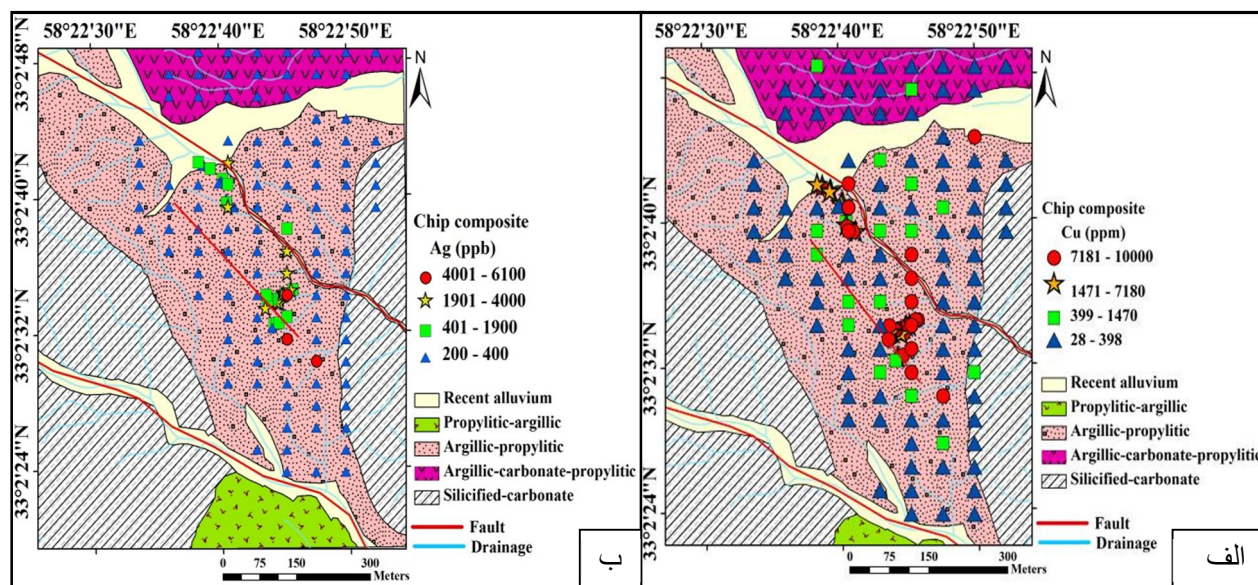 58°22'30"E
58°22'40"E
58°22'50"E
N
33°2'48"N
33°2'40"N
33°2'32"N
33°2'24"N
Chip composite
Ag (ppb)
4001 - 6100
1901 - 4000
401 - 1900
200 - 400
Recent alluvium
Propylitic-argillic
Argillic-propylitic
Argillic-carbonate-propylitic
Silicified-carbonate
Fault
Drainage
0 75 150 300
Meters
ب
58°22'30"E
58°22'40"E
58°22'50"E
N
33°2'40"N
33°2'32"N
33°2'24"N
Chip composite
Cu (ppm)
7181 - 10000
1471 - 7180
399 - 1470
28 - 398
Recent alluvium
Propylitic-argillic
Argillic-propylitic
Argillic-carbonate-propylitic
Silicified-carbonate
Fault
Drainage
0 75 150 300
Meters
الف